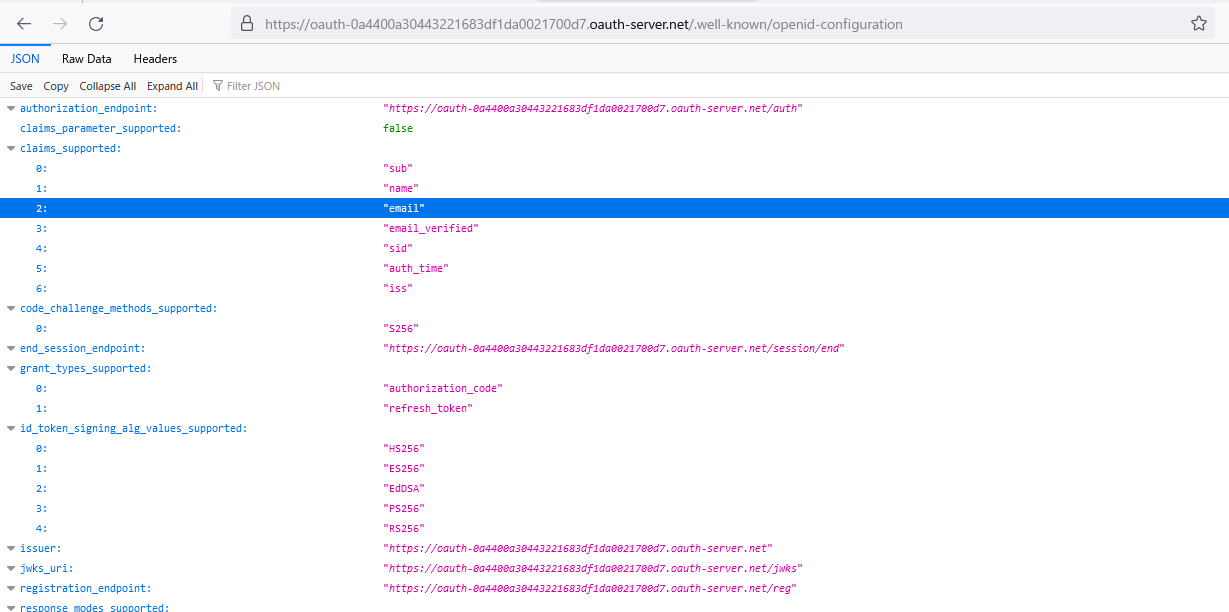 https://oauth-0a4400a30443221683df1da0021700d7.oauth-server.net/.well-known/openid-configuration
JSON Raw Data Headers
Save Copy Collapse All Expand All Filter JSON
authorization_endpoint: "https://oauth-0a4400a30443221683df1da0021700d7.oauth-server.net/auth"
claims_parameter_supported: false
claims_supported:
0: "sub"
1: "name"
2: "email"
3: "email_verified"
4: "sid"
5: "auth_time"
6: "iss"
code_challenge_methods_supported:
0: "S256"
end_session_endpoint: "https://oauth-0a4400a30443221683df1da0021700d7.oauth-server.net/session/end"
grant_types_supported:
0: "authorization_code"
1: "refresh_token"
id_token_signing_alg_values_supported:
0: "HS256"
1: "ES256"
2: "EdDSA"
3: "PS256"
4: "RS256"
issuer: "https://oauth-0a4400a30443221683df1da0021700d7.oauth-server.net"
jwks_uri: "https://oauth-0a4400a30443221683df1da0021700d7.oauth-server.net/jwks"
registration_endpoint: "https://oauth-0a4400a30443221683df1da0021700d7.oauth-server.net/reg"
response_modes_supported: